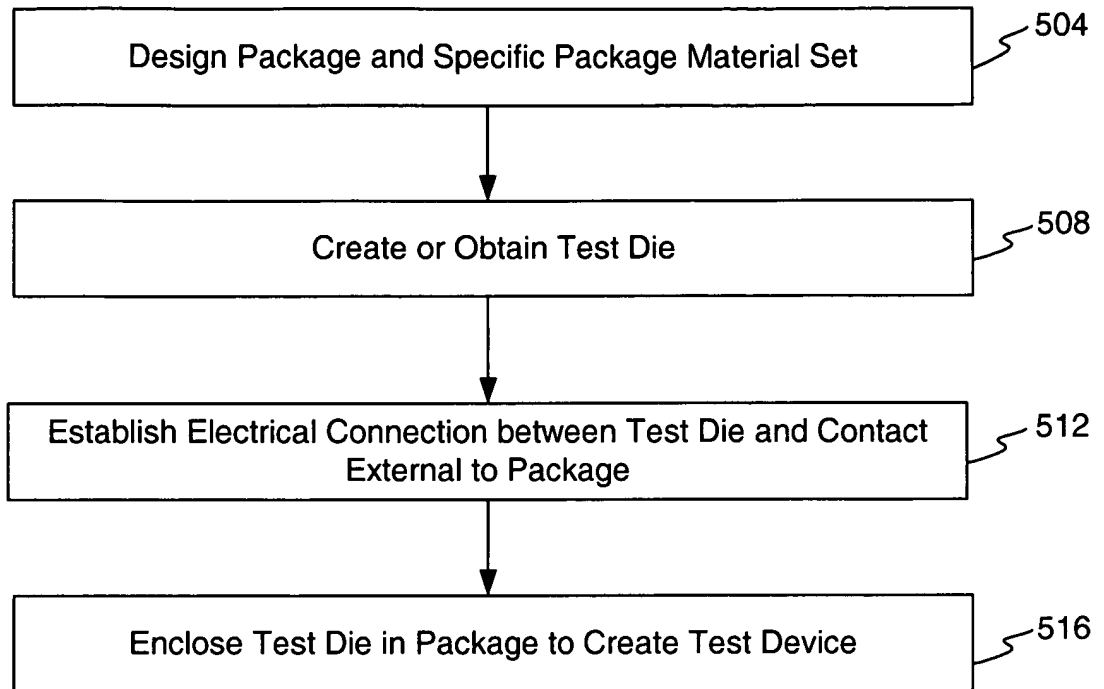 Design Package and Specific Package Material Set
504
Create or Obtain Test Die
508
Establish Electrical Connection between Test Die and Contact
External to Package
512
Enclose Test Die in Package to Create Test Device
516